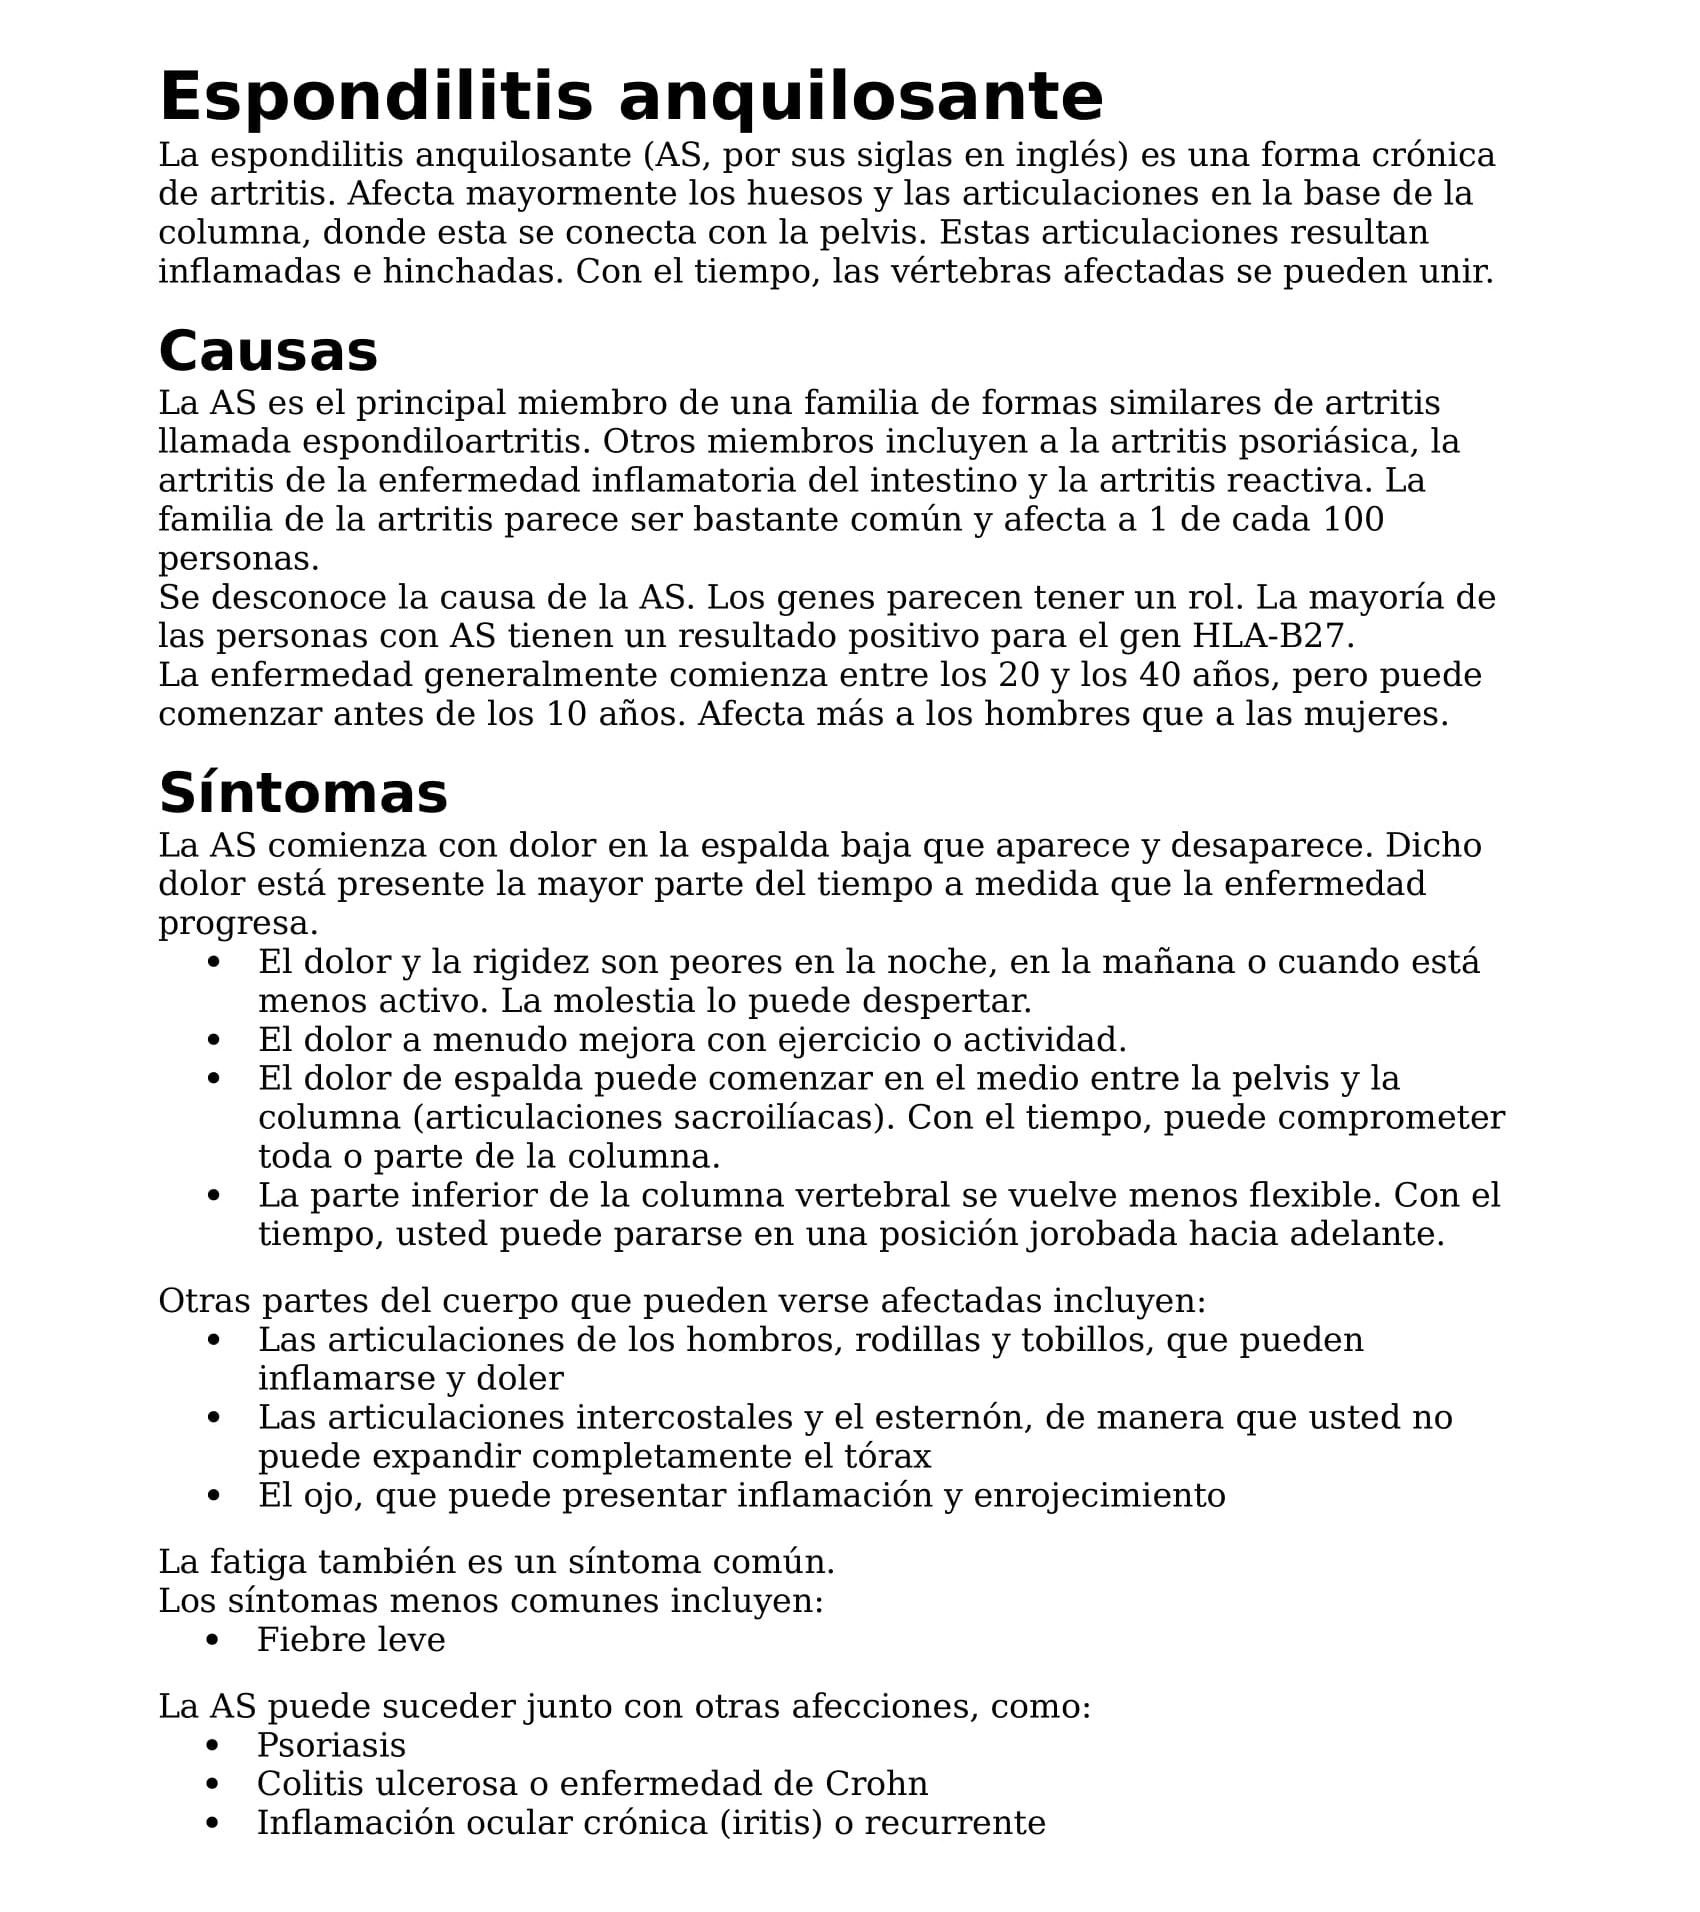 Espondilitis anquilosante
La espondilitis anquilosante (AS, por sus siglas en inglés) es una forma crónica
de artritis. Afecta mayormente los huesos y las articulaciones en la base de la
columna, donde esta se conecta con la pelvis. Estas articulaciones resultan
inflamadas e hinchadas. Con el tiempo, las vértebras afectadas se pueden unir.
Causas
La AS es el principal miembro de una familia de formas similares de artritis
llamada espondiloartritis. Otros miembros incluyen a la artritis psoriásica, la
artritis de la enfermedad inflamatoria del intestino y la artritis reactiva. La
familia de la artritis parece ser bastante común y afecta a 1 de cada 100
personas.
Se desconoce la causa de la AS. Los genes parecen tener un rol. La mayoría de
las personas con AS tienen un resultado positivo para el gen HLA-B27.
La enfermedad generalmente comienza entre los 20 y los 40 años, pero puede
comenzar antes de los 10 años. Afecta más a los hombres que a las mujeres.
Síntomas
La AS comienza con dolor en la espalda baja que aparece y desaparece. Dicho
dolor está presente la mayor parte del tiempo a medida que la enfermedad
progresa.
• El dolor y la rigidez son peores en la noche, en la mañana o cuando está
menos activo. La molestia lo puede despertar.
• El dolor a menudo mejora con ejercicio o actividad.
• El dolor de espalda puede comenzar en el medio entre la pelvis y la
columna (articulaciones sacroilíacas). Con el tiempo, puede comprometer
toda o parte de la columna.
• La parte inferior de la columna vertebral se vuelve menos flexible. Con el
tiempo, usted puede pararse en una posición jorobada hacia adelante.
Otras partes del cuerpo que pueden verse afectadas incluyen:
• Las articulaciones de los hombros, rodillas y tobillos, que pueden
inflamarse y doler
• Las articulaciones intercostales y el esternón, de manera que usted no
puede expandir completamente el tórax
• El ojo, que puede presentar inflamación y enrojecimiento
La fatiga también es un síntoma común.
Los síntomas menos comunes incluyen:
• Fiebre leve
La AS puede suceder junto con otras afecciones, como:
• Psoriasis
• Colitis ulcerosa o enfermedad de Crohn
• Inflamación ocular crónica (iritis) o recurrente